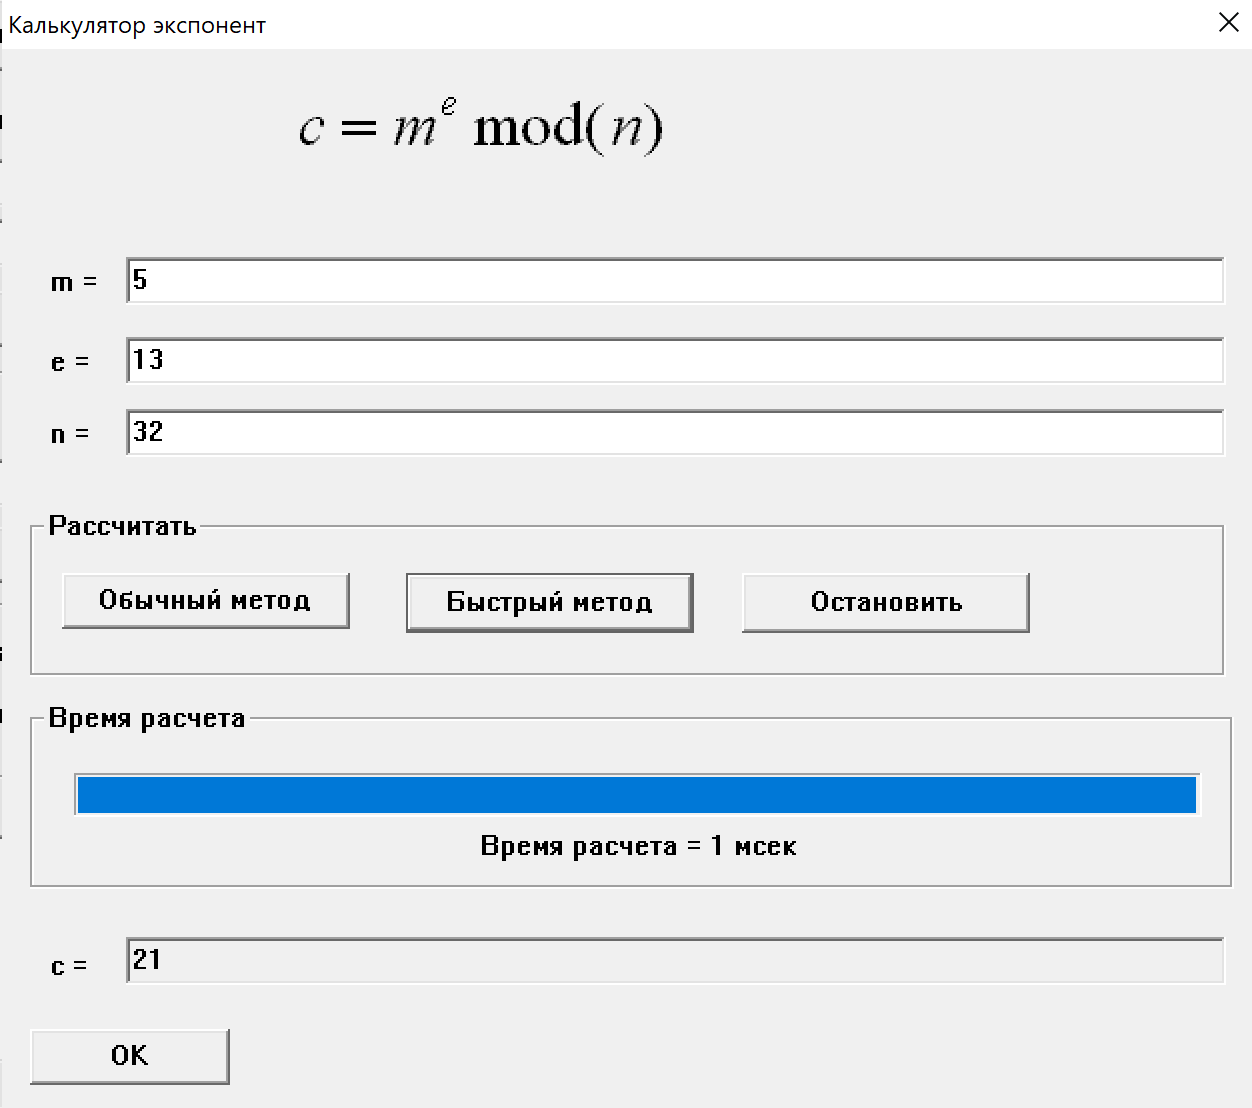 Калькулятор экспонент
c = m^e mod(n)
m = 5
e = 13
n = 32
Рассчитать
Обычный метод Быстрый метод Остановить
Время расчета
Время расчета = 1 мсек
c = 21
OK